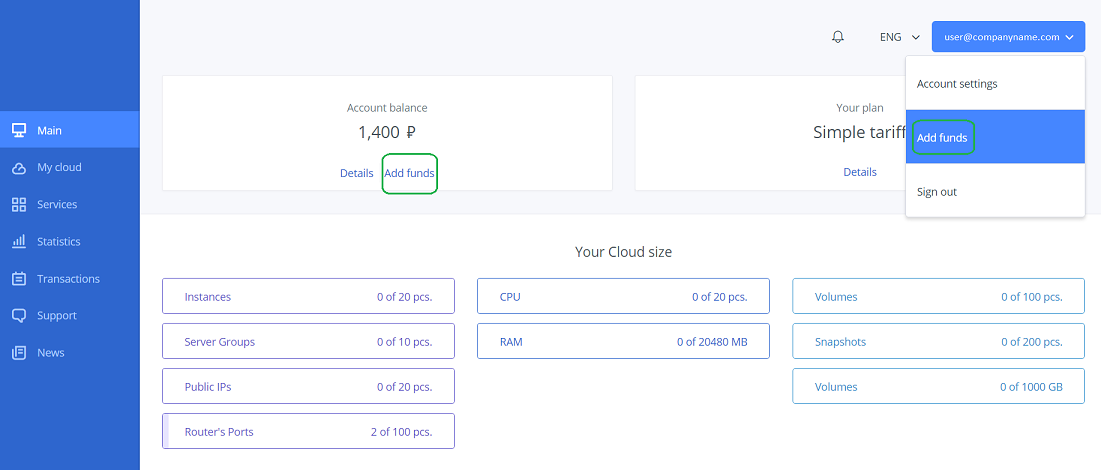 ENG
user@companyname.com
Account settings
Add funds
Sign out
Main
My cloud
Services
Statistics
Transactions
Support
News
Account balance
1,400 ₽
Details Add funds
Your plan
Simple tariff
Details
Your Cloud size
Instances 0 of 20 pcs.
Server Groups 0 of 10 pcs.
Public IPs 0 of 20 pcs.
Router's Ports 2 of 100 pcs.
CPU 0 of 20 pcs.
RAM 0 of 20480 MB
Volumes 0 of 100 pcs.
Snapshots 0 of 200 pcs.
Volumes 0 of 1000 GB